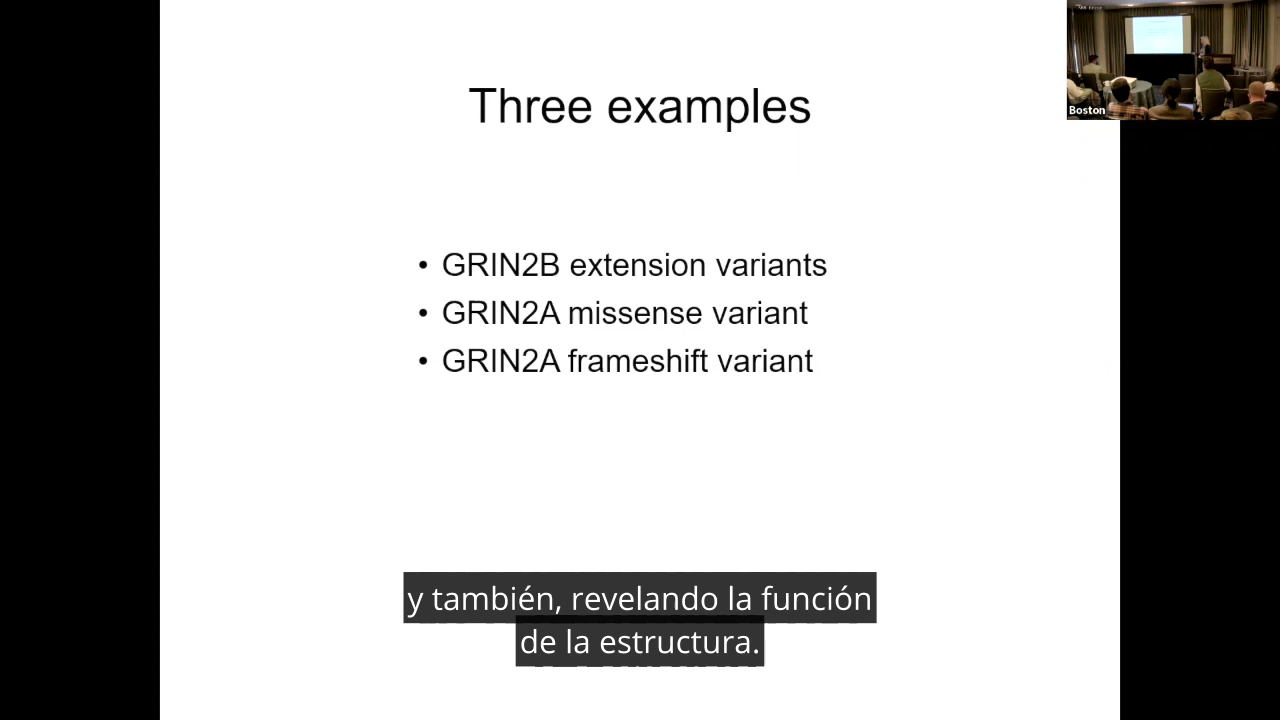 Three examples
• GRIN2B extension variants
• GRIN2A missense variant
• GRIN2A frameshift variant
y también, revelando la función
de la estructura.
Boston